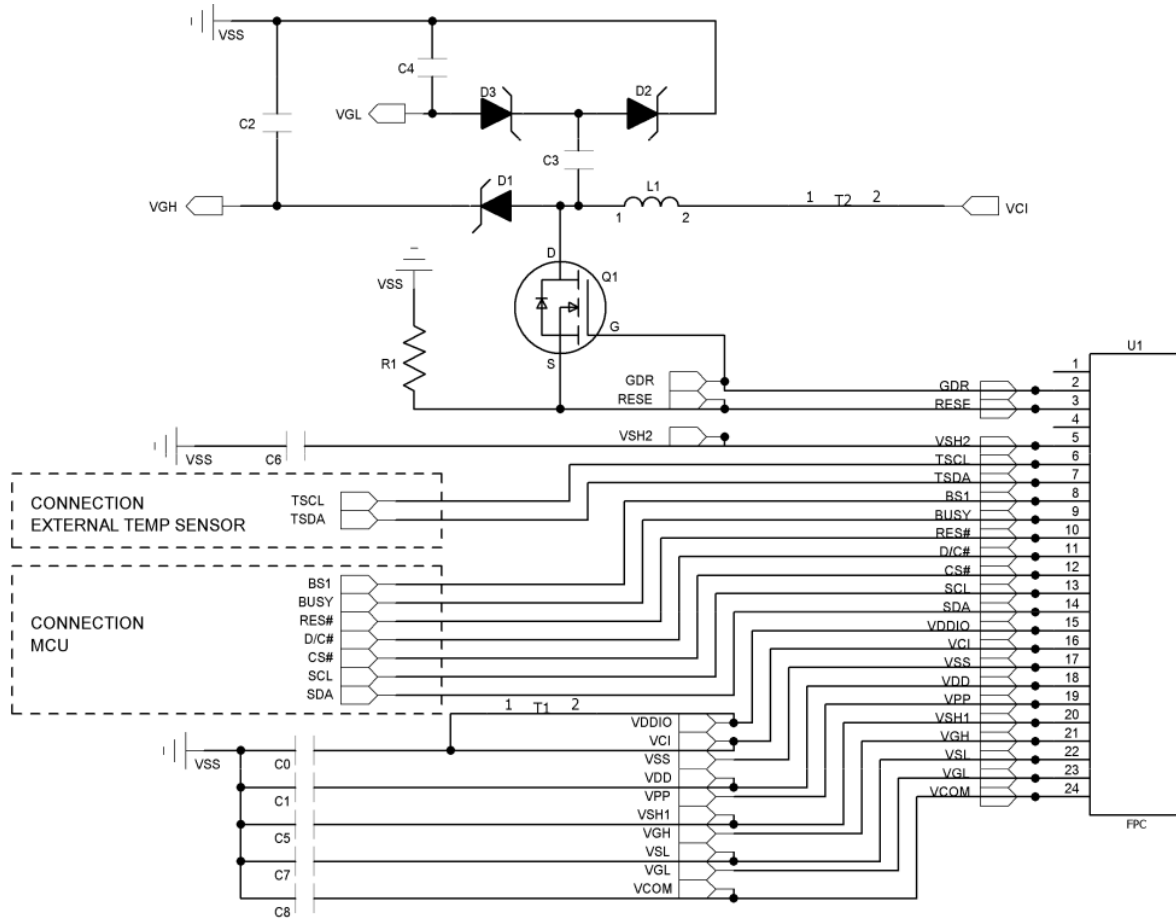 VSS
C4
D3
D2
VGL
C2
C3
D1
L1
VGH
1 2
1 T2 2
VCI
D
VSS
Q1
G
R1
S
U1
1
GDR
GDR
2
RESE
RESE
3
4
VSH2
VSH2
5
VSS
C6
TSCL
6
CONNECTION
EXTERNAL TEMP SENSOR
TSCL
TSDA
TSDA
7
BS1
8
BUSY
9
RES#
10
D/C#
11
CS#
12
SCL
13
SDA
14
VDDIO
15
VCI
16
VSS
17
VDD
18
VPP
19
VSH1
20
VGH
21
VSL
22
VGL
23
VCOM
24
FPC
CONNECTION
MCU
BS1
BUSY
RES#
D/C#
CS#
SCL
SDA
1 T1 2
VDDIO
VCI
VSS
C0
VSS
VDD
C1
VPP
VSH1
C5
VGH
VSL
C7
VGL
VCOM
C8